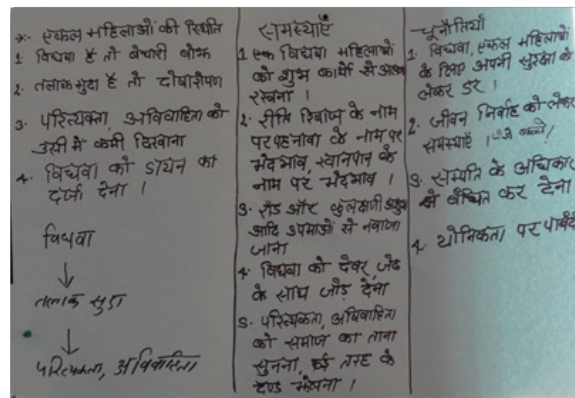 * एकल महिलाओं की स्थिति
1. विधवा है तो बेचारी बोझ
2. तलाक सुदा है तो दोषारोपण
3. परित्यक्ता, अविवाहिता को
उसी में कमी दिखाना
4. विधवा को डायन का
दर्जा देना ।
विधवा
तलाक सुदा
परित्यक्ता, अविवाहिता
समस्याएँ
1 एक विधवा महिलाओं
को शुभ कार्यो से अलग
रखना ।
2. रीति रिवाज के नाम
पर पहनावा के नाम पर
भेदभाव, खानपान के
नाम पर भेदभाव ।
3. राँड और कुलक्षणी अशुभ
आदि उपमाओं से नवाजा
जाना
4. विधवा को देवर, जेठ
के साथ जोड़ देना
5. परित्यक्ता, अविवाहिता
को समाज का ताना
सुनना, कई तरह के
दण्ड झेलना ।
चुनौतियाँ
1. विधवा, एकल महिलाओं
के लिए अपनी सुरक्षा को
लेकर डर ।
2. जीवन निर्वाह को लेकर
समस्याएँ ।
3. सम्पति के अधिकार
से वंचित कर देना
4. योनिकता पर पाबंदी